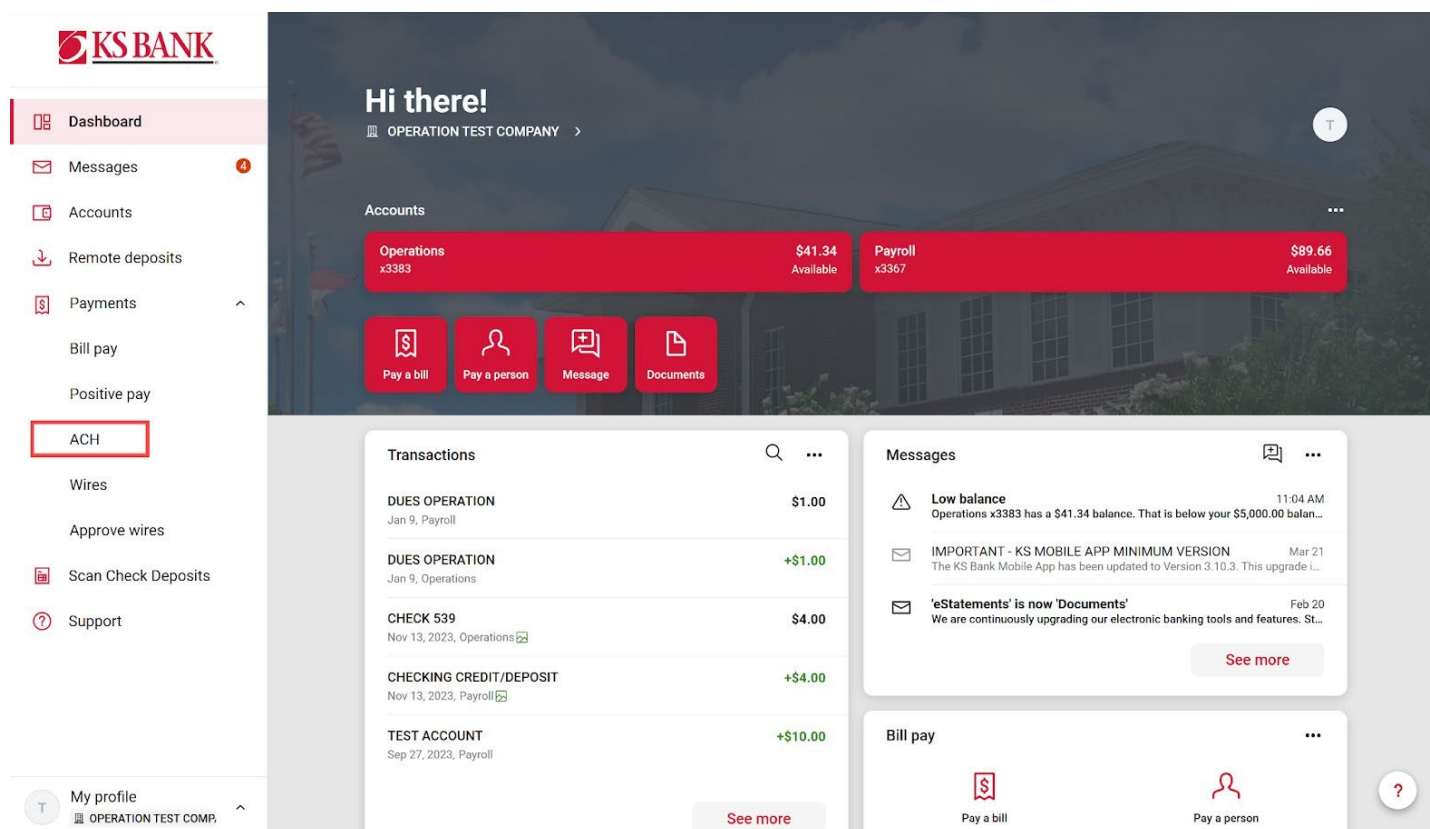 KS BANK
Dashboard
Messages 4
Accounts
Remote deposits
Payments
Bill pay
Positive pay
ACH
Wires
Approve wires
Scan Check Deposits
Support
T My profile
OPERATION TEST COMP
Hi there!
OPERATION TEST COMPANY >
T
Accounts
Operations $41.34
x3383 Available
Payroll $89.66
x3367 Available
Pay a bill
Pay a person
Message
Documents
Transactions
DUES OPERATION $1.00
Jan 9, Payroll
DUES OPERATION +$1.00
Jan 9, Operations
CHECK 539 $4.00
Nov 13, 2023, Operations
CHECKING CREDIT/DEPOSIT +$4.00
Nov 13, 2023, Payroll
TEST ACCOUNT +$10.00
Sep 27, 2023, Payroll
See more
Messages
Low balance 11:04 AM
Operations x3383 has a $41.34 balance. That is below your $5,000.00 balan...
IMPORTANT - KS MOBILE APP MINIMUM VERSION Mar 21
The KS Bank Mobile App has been updated to Version 3.10.3. This upgrade i...
'eStatements' is now 'Documents' Feb 20
We are continuously upgrading our electronic banking tools and features. St...
See more
Bill pay
Pay a bill
Pay a person
?